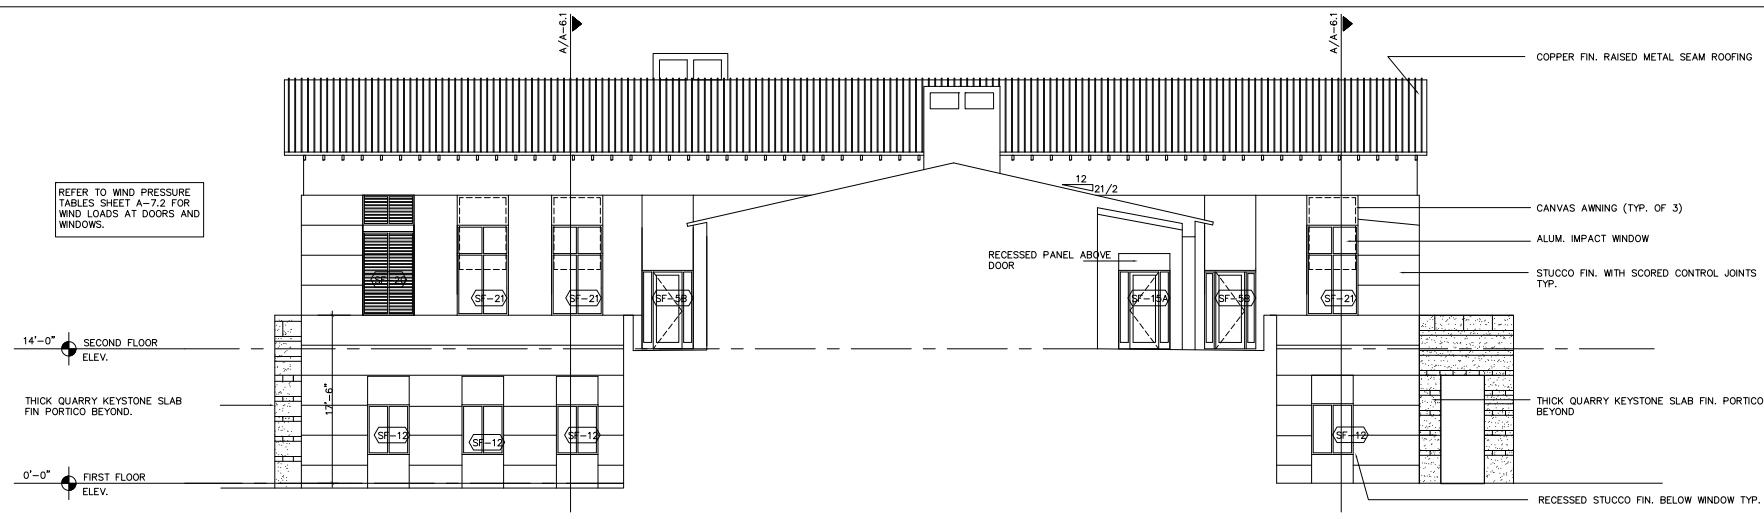 A/A-6.1
A/A-6.1
COPPER FIN. RAISED METAL SEAM ROOFING
REFER TO WIND PRESSURE
TABLES SHEET A-7.2 FOR
WIND LOADS AT DOORS AND
WINDOWS.
12
21/2
CANVAS AWNING (TYP. OF 3)
ALUM. IMPACT WINDOW
RECESSED PANEL ABOVE
DOOR
STUCCO FIN. WITH SCORED CONTROL JOINTS
TYP.
SF-21
SF-21
SF-5B
SF-15A
SF-5B
SF-21
14'-0"
SECOND FLOOR
ELEV.
17'-6"
THICK QUARRY KEYSTONE SLAB
FIN PORTICO BEYOND.
THICK QUARRY KEYSTONE SLAB FIN. PORTICO
BEYOND
SF-12
SF-12
SF-12
SF-12
0'-0"
FIRST FLOOR
ELEV.
RECESSED STUCCO FIN. BELOW WINDOW TYP.